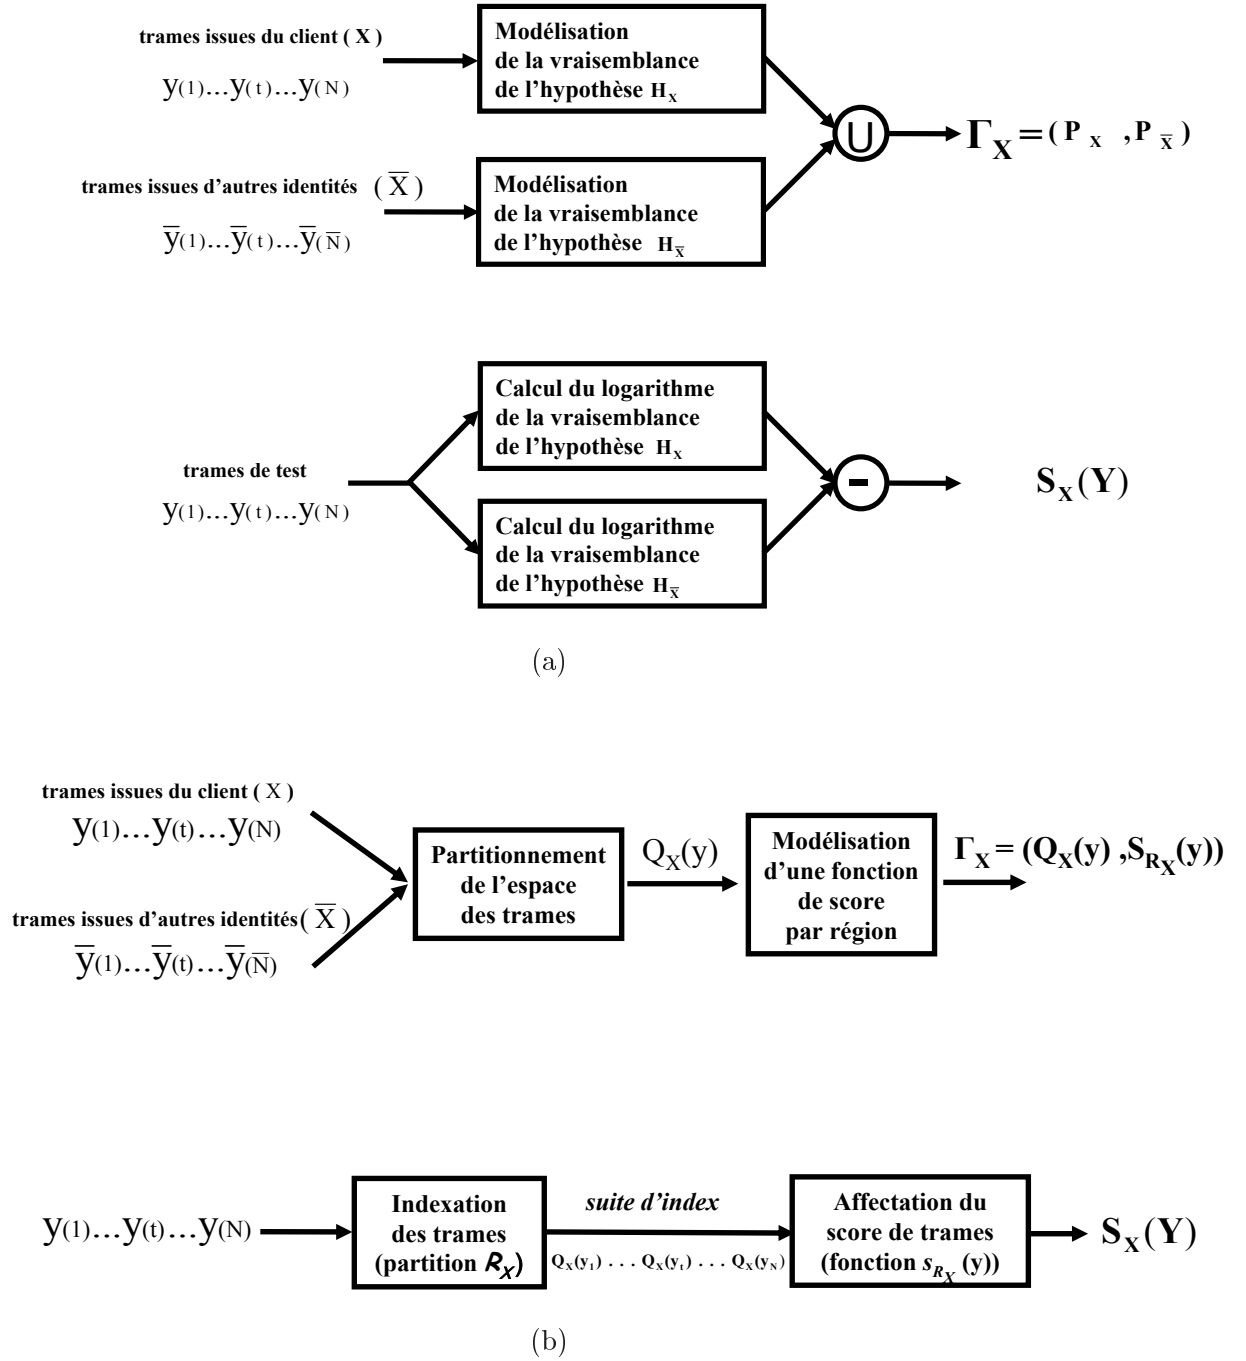 trames issues du client ( X )
y(1)...y(t)...y(N)
Modélisation
de la vraisemblance
de l'hypothèse H_X
trames issues d'autres identités ( X̅ )
y̅(1)...y̅(t)...y̅(N̅)
Modélisation
de la vraisemblance
de l'hypothèse H_X̅
U
Γ_X = ( P_X , P_X̅ )
trames de test
y(1)...y(t)...y(N)
Calcul du logarithme
de la vraisemblance
de l'hypothèse H_X
Calcul du logarithme
de la vraisemblance
de l'hypothèse H_X̅
-
S_X(Y)
(a)
trames issues du client ( X )
y(1)...y(t)...y(N)
trames issues d'autres identités ( X̅ )
y̅(1)...y̅(t)...y̅(N̅)
Partitionnement
de l'espace
des trames
Q_X(y)
Modélisation
d'une fonction
de score
par région
Γ_X = (Q_X(y) ,S_R_X(y))
y(1)...y(t)...y(N)
Indexation
des trames
(partition R_X)
suite d'index
Q_X(y_1) . . . Q_X(y_t) . . . Q_X(y_N)
Affectation du
score de trames
(fonction s_R_X (y))
S_X(Y)
(b)